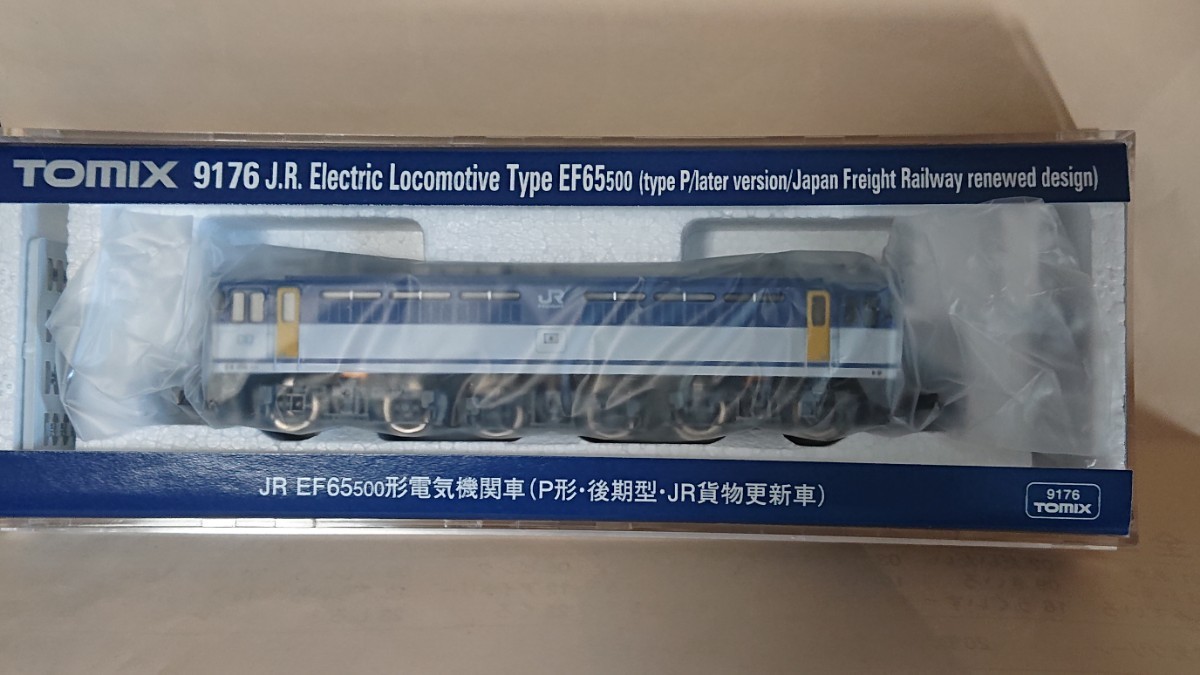 TOMIX 9176 J.R. Electric Locomotive Type EF65500 (type P/later version/Japan Freight Railway renewed design)
JR
JR EF65500形電気機関車(P形・後期型・JR貨物更新車)
9176
TOMIX